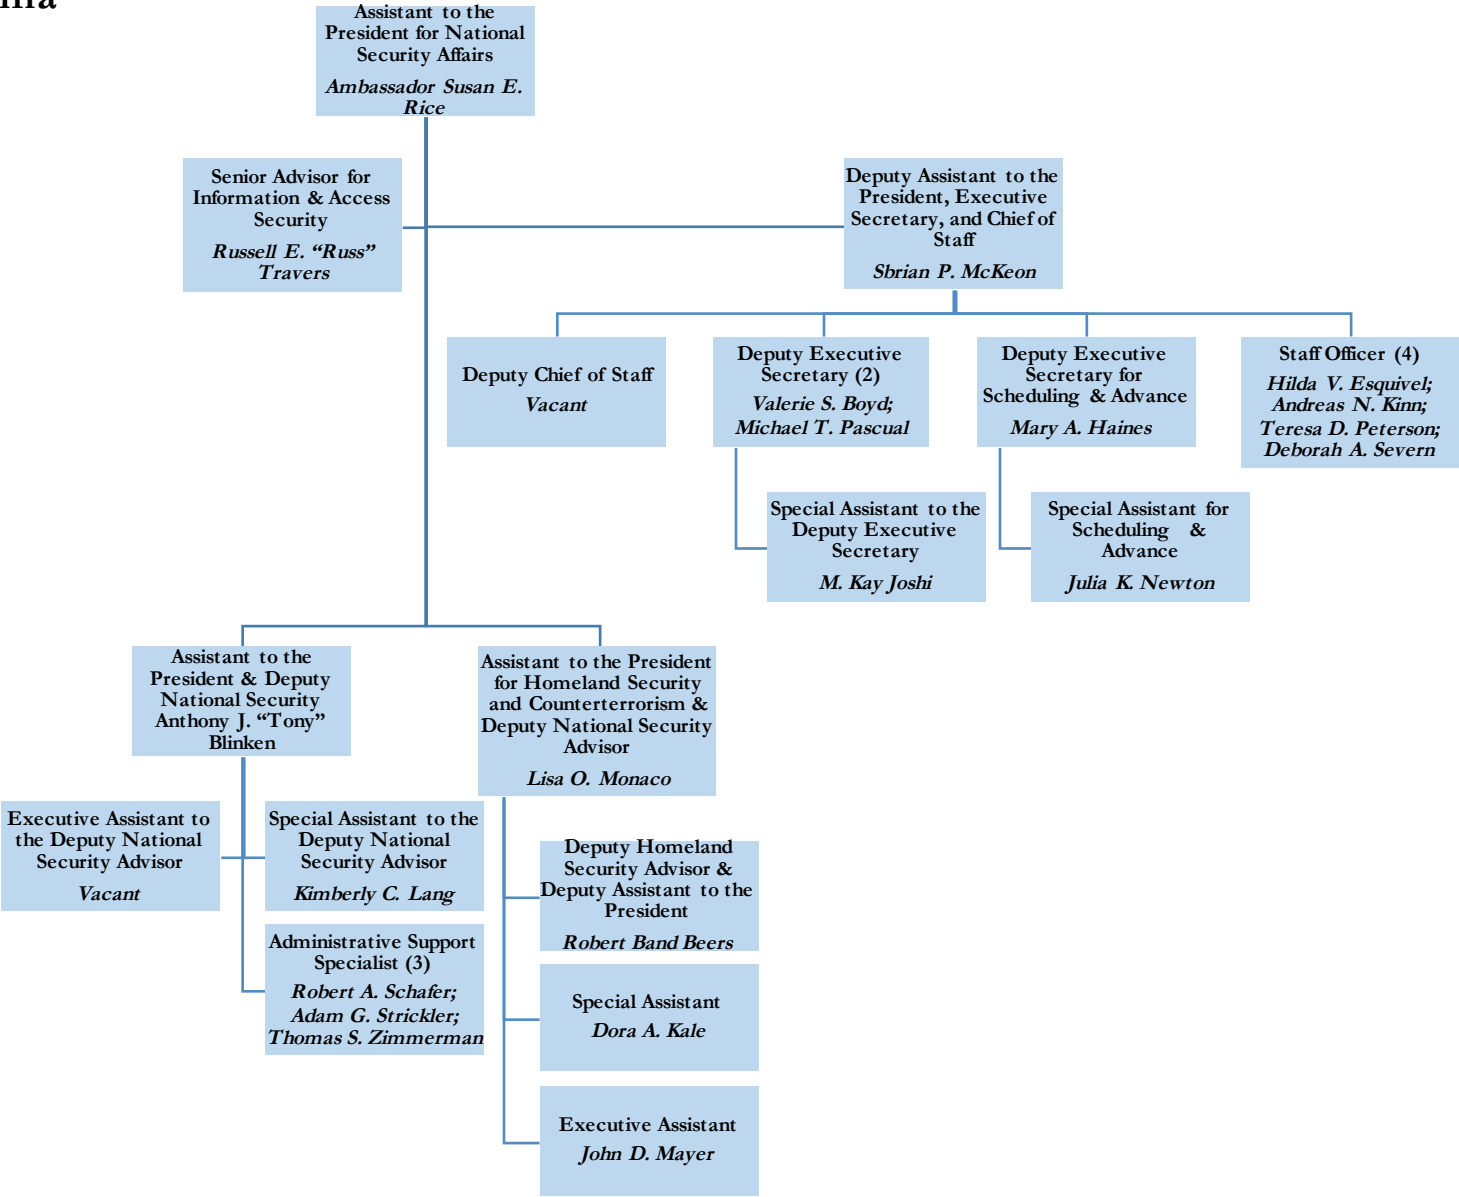 Assistant to the
President for National
Security Affairs
Ambassador Susan E.
Rice
Senior Advisor for
Information & Access
Security
Russell E. “Russ”
Travers
Deputy Assistant to the
President, Executive
Secretary, and Chief of
Staff
Sbrian P. McKeon
Deputy Chief of Staff
Vacant
Deputy Executive
Secretary (2)
Valerie S. Boyd;
Michael T. Pascual
Deputy Executive
Secretary for
Scheduling & Advance
Mary A. Haines
Staff Officer (4)
Hilda V. Esquivel;
Andreas N. Kinn;
Teresa D. Peterson;
Deborah A. Severn
Special Assistant to the
Deputy Executive
Secretary
M. Kay Joshi
Special Assistant for
Scheduling &
Advance
Julia K. Newton
Assistant to the
President & Deputy
National Security
Anthony J. “Tony”
Blinken
Assistant to the President
for Homeland Security
and Counterterrorism &
Deputy National Security
Advisor
Lisa O. Monaco
Executive Assistant to
the Deputy National
Security Advisor
Vacant
Special Assistant to the
Deputy National
Security Advisor
Kimberly C. Lang
Administrative Support
Specialist (3)
Robert A. Schafer;
Adam G. Strickler;
Thomas S. Zimmerman
Deputy Homeland
Security Advisor &
Deputy Assistant to the
President
Robert Band Beers
Special Assistant
Dora A. Kale
Executive Assistant
John D. Mayer